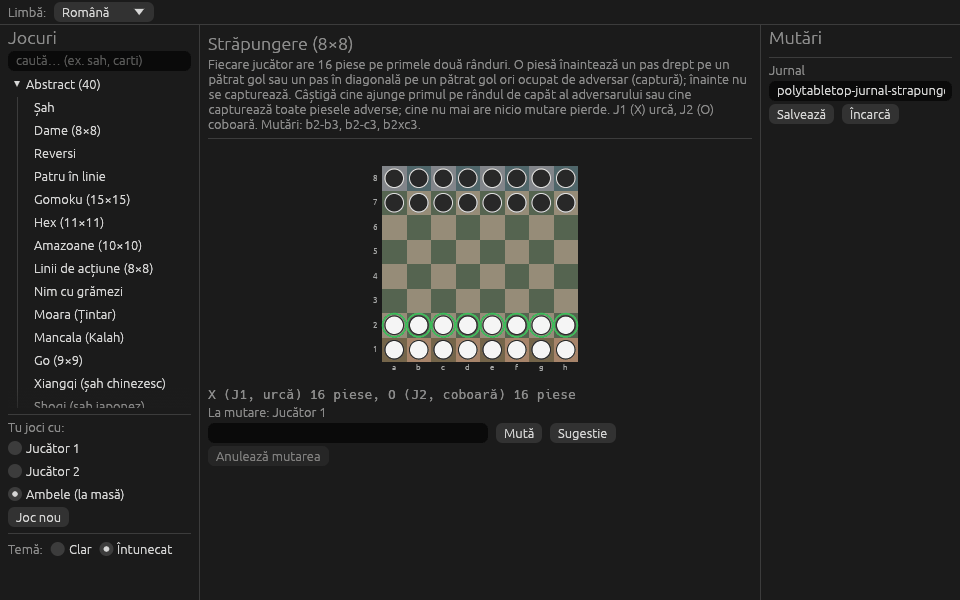 Limbă: Română
Jocuri
caută... (ex. sah, carti)
Abstract (40)
Șah
Dame (8×8)
Reversi
Patru în linie
Gomoku (15×15)
Hex (11×11)
Amazoane (10×10)
Linii de acțiune (8×8)
Nim cu grămezi
Moara (Țintar)
Mancala (Kalah)
Go (9×9)
Xiangqi (șah chinezesc)
Shogi (șah japonez)
Tu joci cu:
Jucător 1
Jucător 2
Ambele (la masă)
Joc nou
Temă: Clar Întunecat
Străpungere (8×8)
Fiecare jucător are 16 piese pe primele două rânduri. O piesă înaintează un pas drept pe un
pătrat gol sau un pas în diagonală pe un pătrat gol ori ocupat de adversar (captură); înainte nu
se capturează. Câștigă cine ajunge primul pe rândul de capăt al adversarului sau cine
capturează toate piesele adverse; cine nu mai are nicio mutare pierde. J1 (X) urcă, J2 (O)
coboară. Mutări: b2-b3, b2-c3, b2xc3.
8
7
6
5
4
3
2
1
a b c d e f g h
X (J1, urcă) 16 piese, O (J2, coboară) 16 piese
La mutare: Jucător 1
Mută Sugestie
Anulează mutarea
Mutări
Jurnal
polytabletop-jurnal-strapunge
Salvează Încarcă